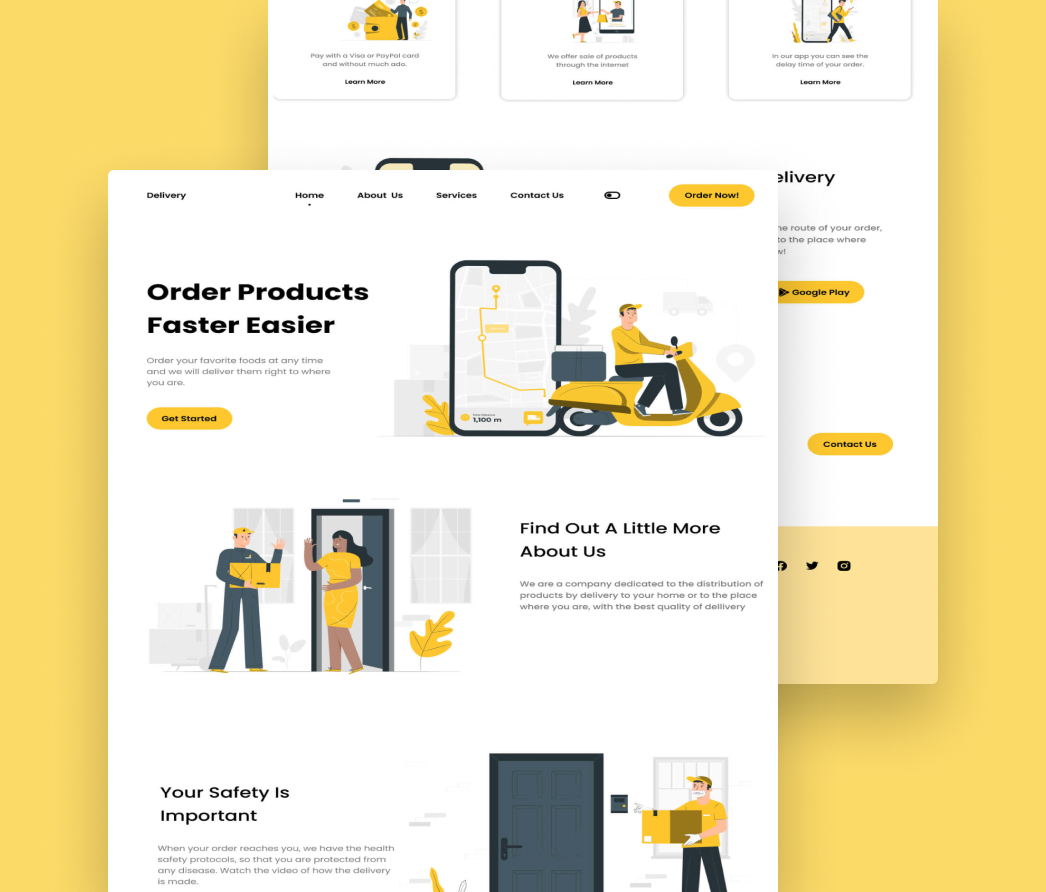 Pay with a Visa or PayPal card
and without much ado.
Learn More
We offer sale of products
through the internet
Learn More
In our app you can see the
delay time of your order.
Learn More
elivery
he route of your order,
to the place where
w!
Google Play
Contact Us
Delivery
Home
About Us
Services
Contact Us
Order Now!
Order Products
Faster Easier
Order your favorite foods at any time
and we will deliver them right to where
you are.
Get Started
1,100 m
Find Out A Little More
About Us
We are a company dedicated to the distribution of
products by delivery to your home or to the place
where you are, with the best quality of dellivery
Your Safety Is
Important
When your order reaches you, we have the health
safety protocols, so that you are protected from
any disease. Watch the video of how the delivery
is made.